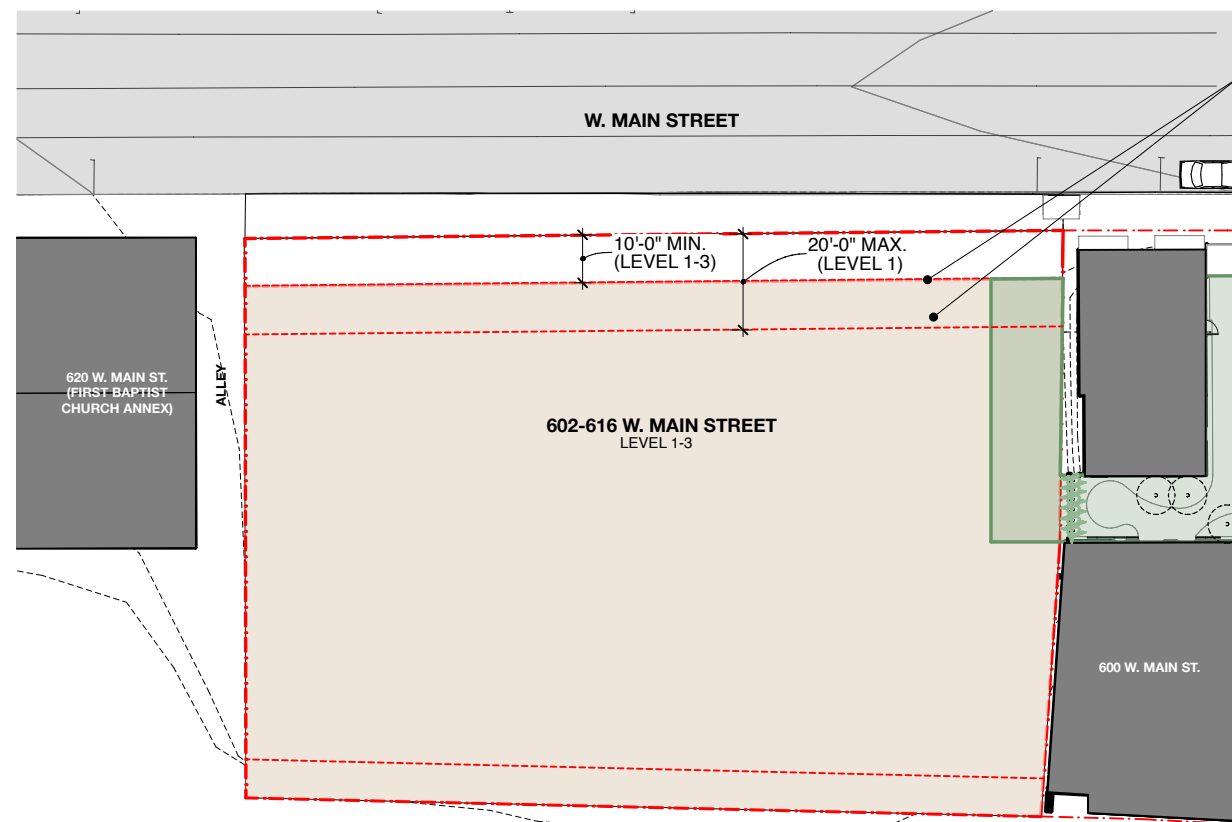 W. MAIN STREET
10'-0" MIN.
(LEVEL 1-3)
20'-0" MAX.
(LEVEL 1)
620 W. MAIN ST.
(FIRST BAPTIST
CHURCH ANNEX)
ALLEY
602-616 W. MAIN STREET
LEVEL 1-3
600 W. MAIN ST.